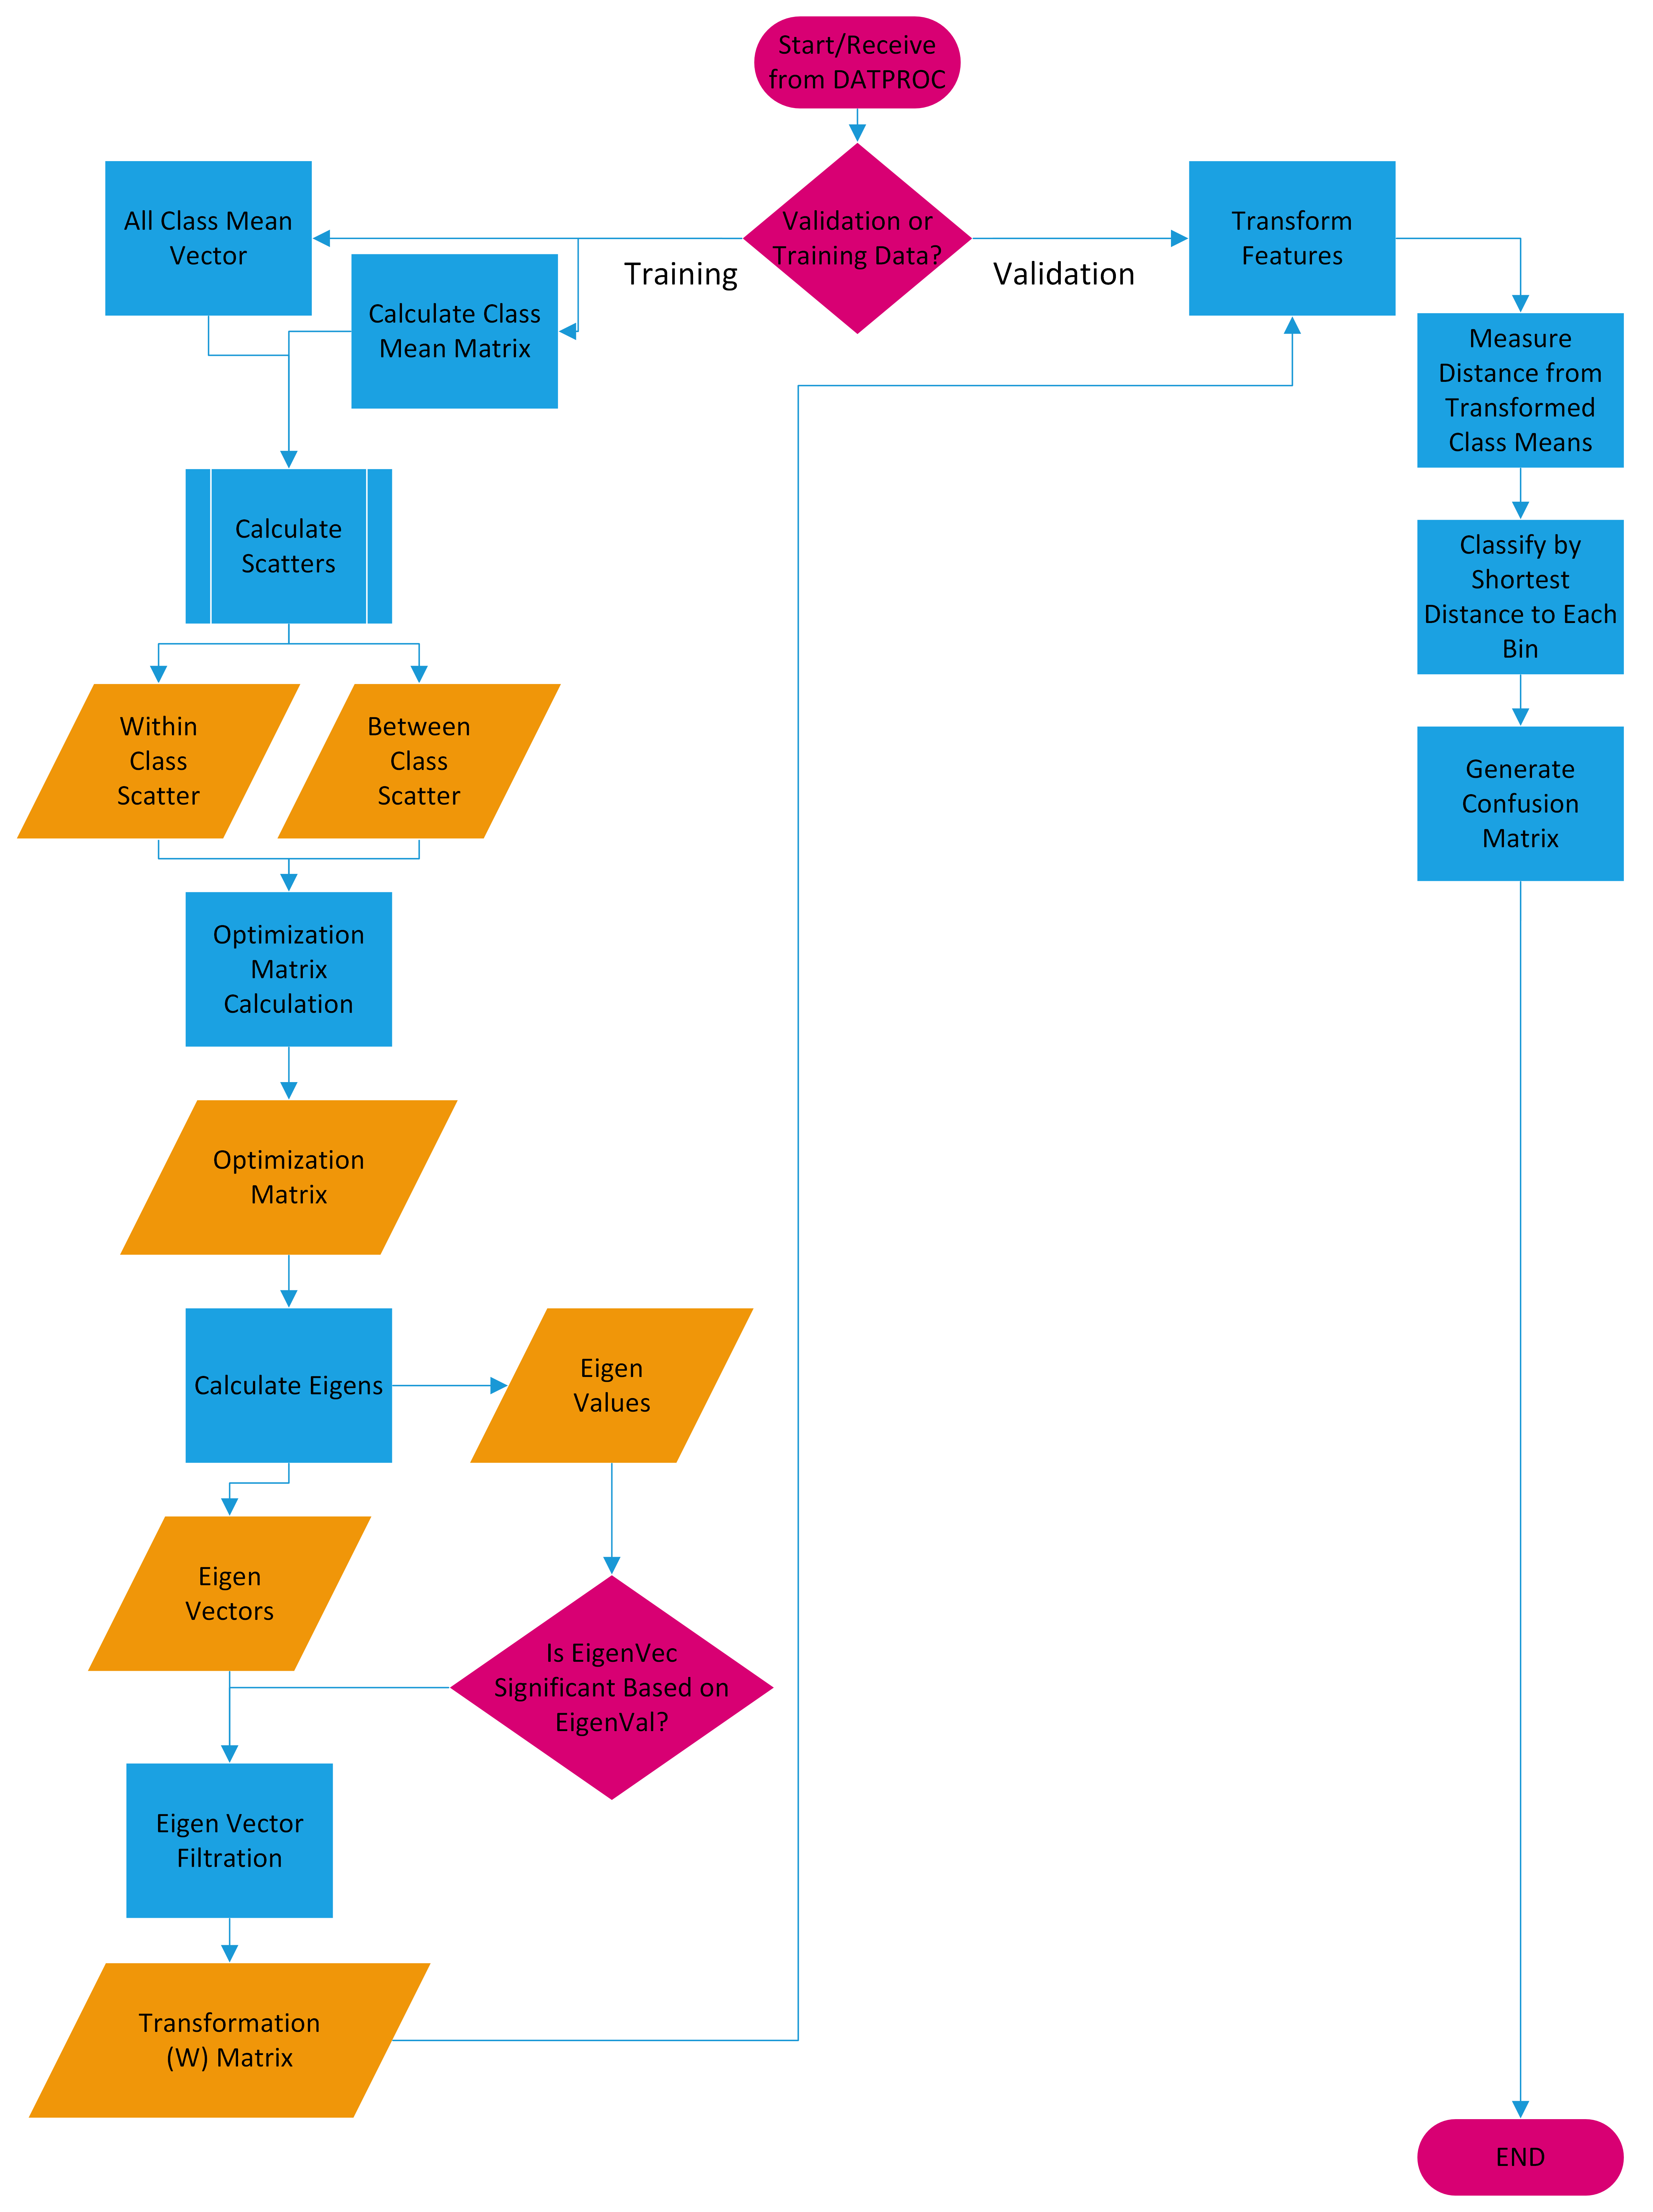 Start/Receive
from DATPROC
Validation or
Training Data?
Training
Validation
All Class Mean
Vector
Calculate Class
Mean Matrix
Transform
Features
Measure
Distance from
Transformed
Class Means
Classify by
Shortest
Distance to Each
Bin
Generate
Confusion
Matrix
Calculate
Scatters
Within
Class
Scatter
Between
Class
Scatter
Optimization
Matrix
Calculation
Optimization
Matrix
Calculate Eigens
Eigen
Values
Eigen
Vectors
Is EigenVec
Significant Based on
EigenVal?
Eigen Vector
Filtration
Transformation
(W) Matrix
END